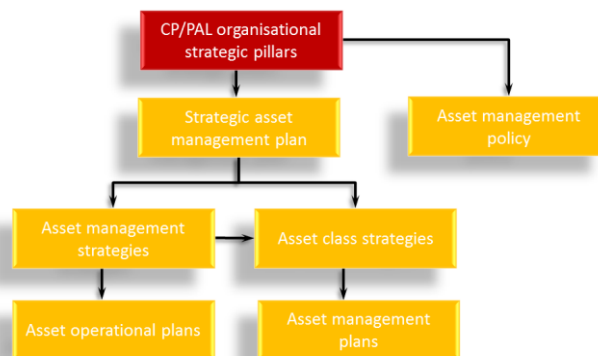 CP/PAL organisational
strategic pillars
Strategic asset
management plan
Asset management
policy
Asset management
strategies
Asset class strategies
Asset operational plans
Asset management
plans